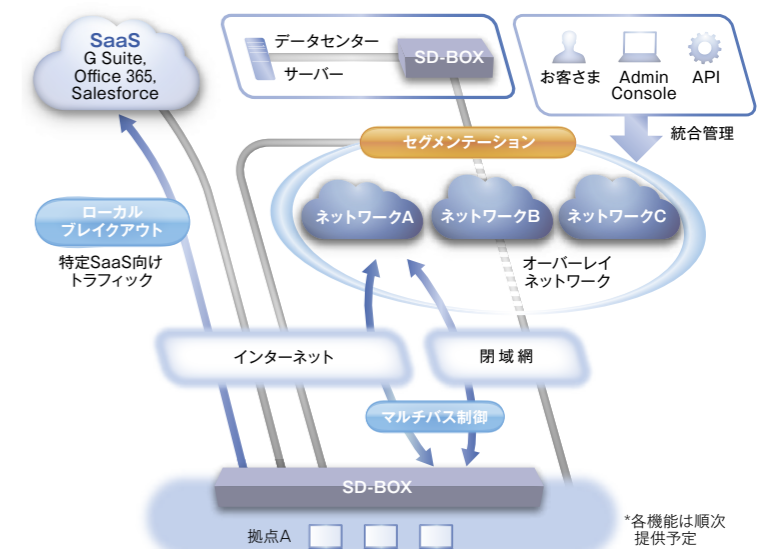 SaaS
G Suite,
Office 365,
Salesforce
データセンター
サーバー
SD-BOX
お客さま
Admin
Console
API
統合管理
セグメンテーション
ネットワークA
ネットワークB
ネットワークC
オーバーレイ
ネットワーク
ローカル
ブレイクアウト
特定SaaS向け
トラフィック
インターネット
閉域網
マルチパス制御
SD-BOX
拠点A
*各機能は順次
提供予定